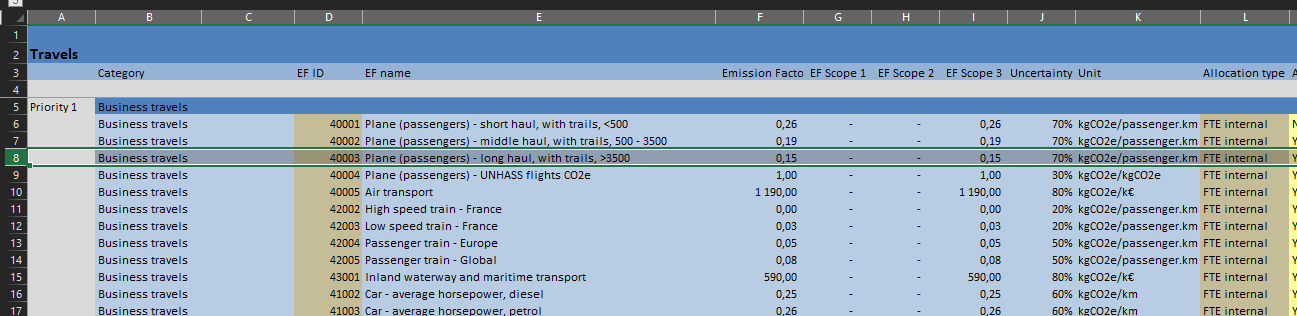 A B C D E F G H I J K L
1
2 Travels
3 Category EF ID EF name Emission Facto EF Scope 1 EF Scope 2 EF Scope 3 Uncertainty Unit Allocation type A
4
5 Priority 1 Business travels
6 Business travels 40001 Plane (passengers) - short haul, with trails, <500 0,26 - - 0,26 70% kgCO2e/passenger.km FTE internal N
7 Business travels 40002 Plane (passengers) - middle haul, with trails, 500 - 3500 0,19 - - 0,19 70% kgCO2e/passenger.km FTE internal Y
8 Business travels 40003 Plane (passengers) - long haul, with trails, >3500 0,15 - - 0,15 70% kgCO2e/passenger.km FTE internal Y
9 Business travels 40004 Plane (passengers) - UNHASS flights CO2e 1,00 - - 1,00 30% kgCO2e/kgCO2e FTE internal Y
10 Business travels 40005 Air transport 1 190,00 - - 1 190,00 80% kgCO2e/k€ FTE internal Y
11 Business travels 42002 High speed train - France 0,00 - - 0,00 20% kgCO2e/passenger.km FTE internal Y
12 Business travels 42003 Low speed train - France 0,03 - - 0,03 20% kgCO2e/passenger.km FTE internal Y
13 Business travels 42004 Passenger train - Europe 0,05 - - 0,05 50% kgCO2e/passenger.km FTE internal Y
14 Business travels 42005 Passenger train - Global 0,08 - - 0,08 50% kgCO2e/passenger.km FTE internal Y
15 Business travels 43001 Inland waterway and maritime transport 590,00 - - 590,00 80% kgCO2e/k€ FTE internal Y
16 Business travels 41002 Car - average horsepower, diesel 0,25 - - 0,25 60% kgCO2e/km FTE internal Y
17 Business travels 41003 Car - average horsepower, petrol 0,26 - - 0,26 60% kgCO2e/km FTE internal Y